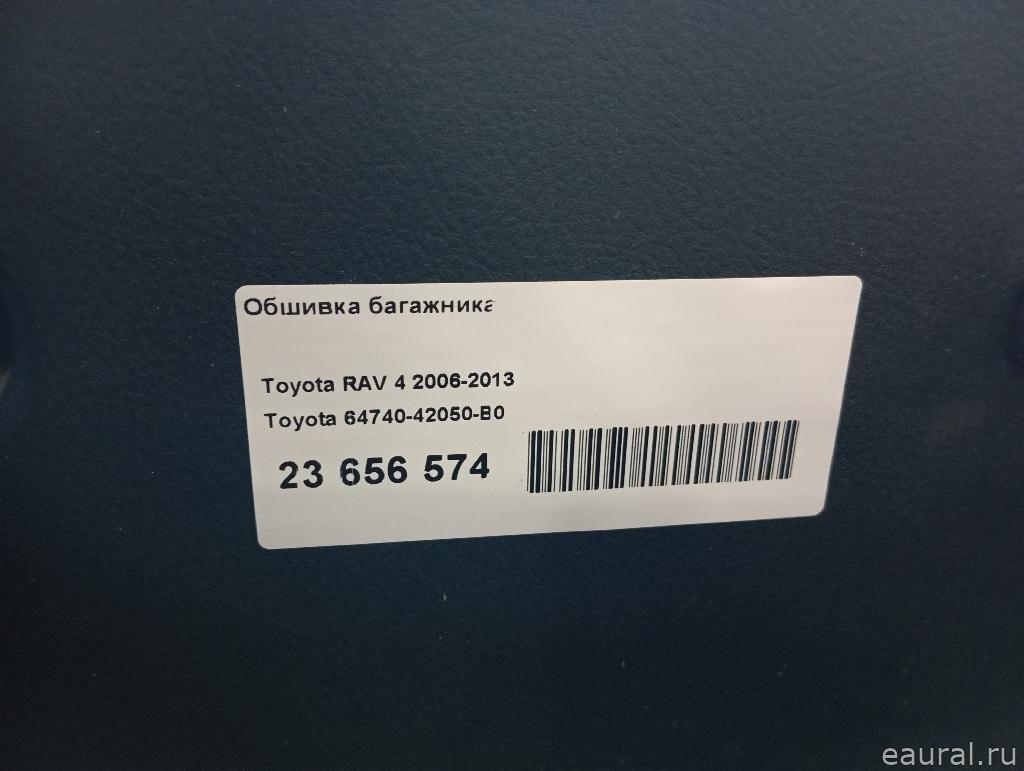 Обшивка багажника
Toyota RAV 4 2006-2013
Toyota 64740-42050-B0
23 656 574
eaural.ru